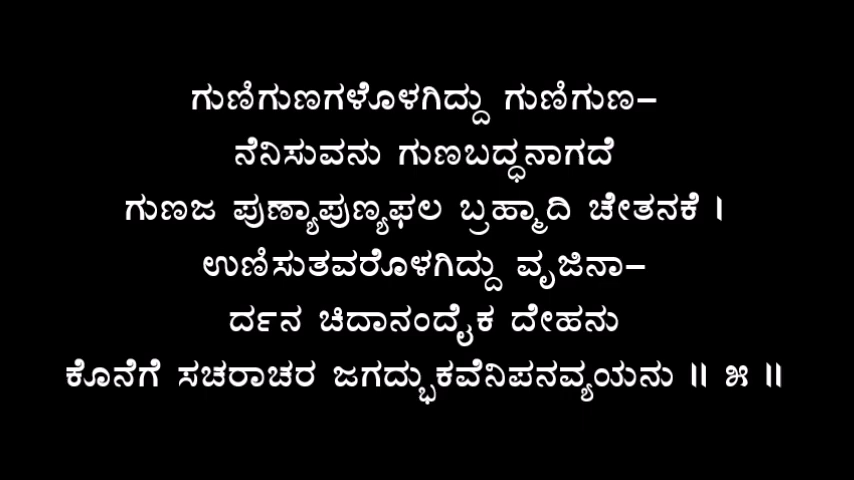 ಗುಣಿಗುಣಗಳೊಳಗಿದ್ದು ಗುಣಿಗುಣ–
ನೆನಿಸುವನು ಗುಣಬದ್ಧನಾಗದೆ
ಗುಣಜ ಪುಣ್ಯಾಪುಣ್ಯಫಲ ಬ್ರಹ್ಮಾದಿ ಚೇತನಕೆ ।
ಉಣಿಸುತವರೊಳಗಿದ್ದು ವೃಜಿನಾ–
ರ್ದನ ಚಿದಾನಂದೈಕ ದೇಹನು
ಕೊನೆಗೆ ಸಚರಾಚರ ಜಗದ್ಭುಕವೆನಿಪನವ್ಯಯನು ॥ ೫ ॥